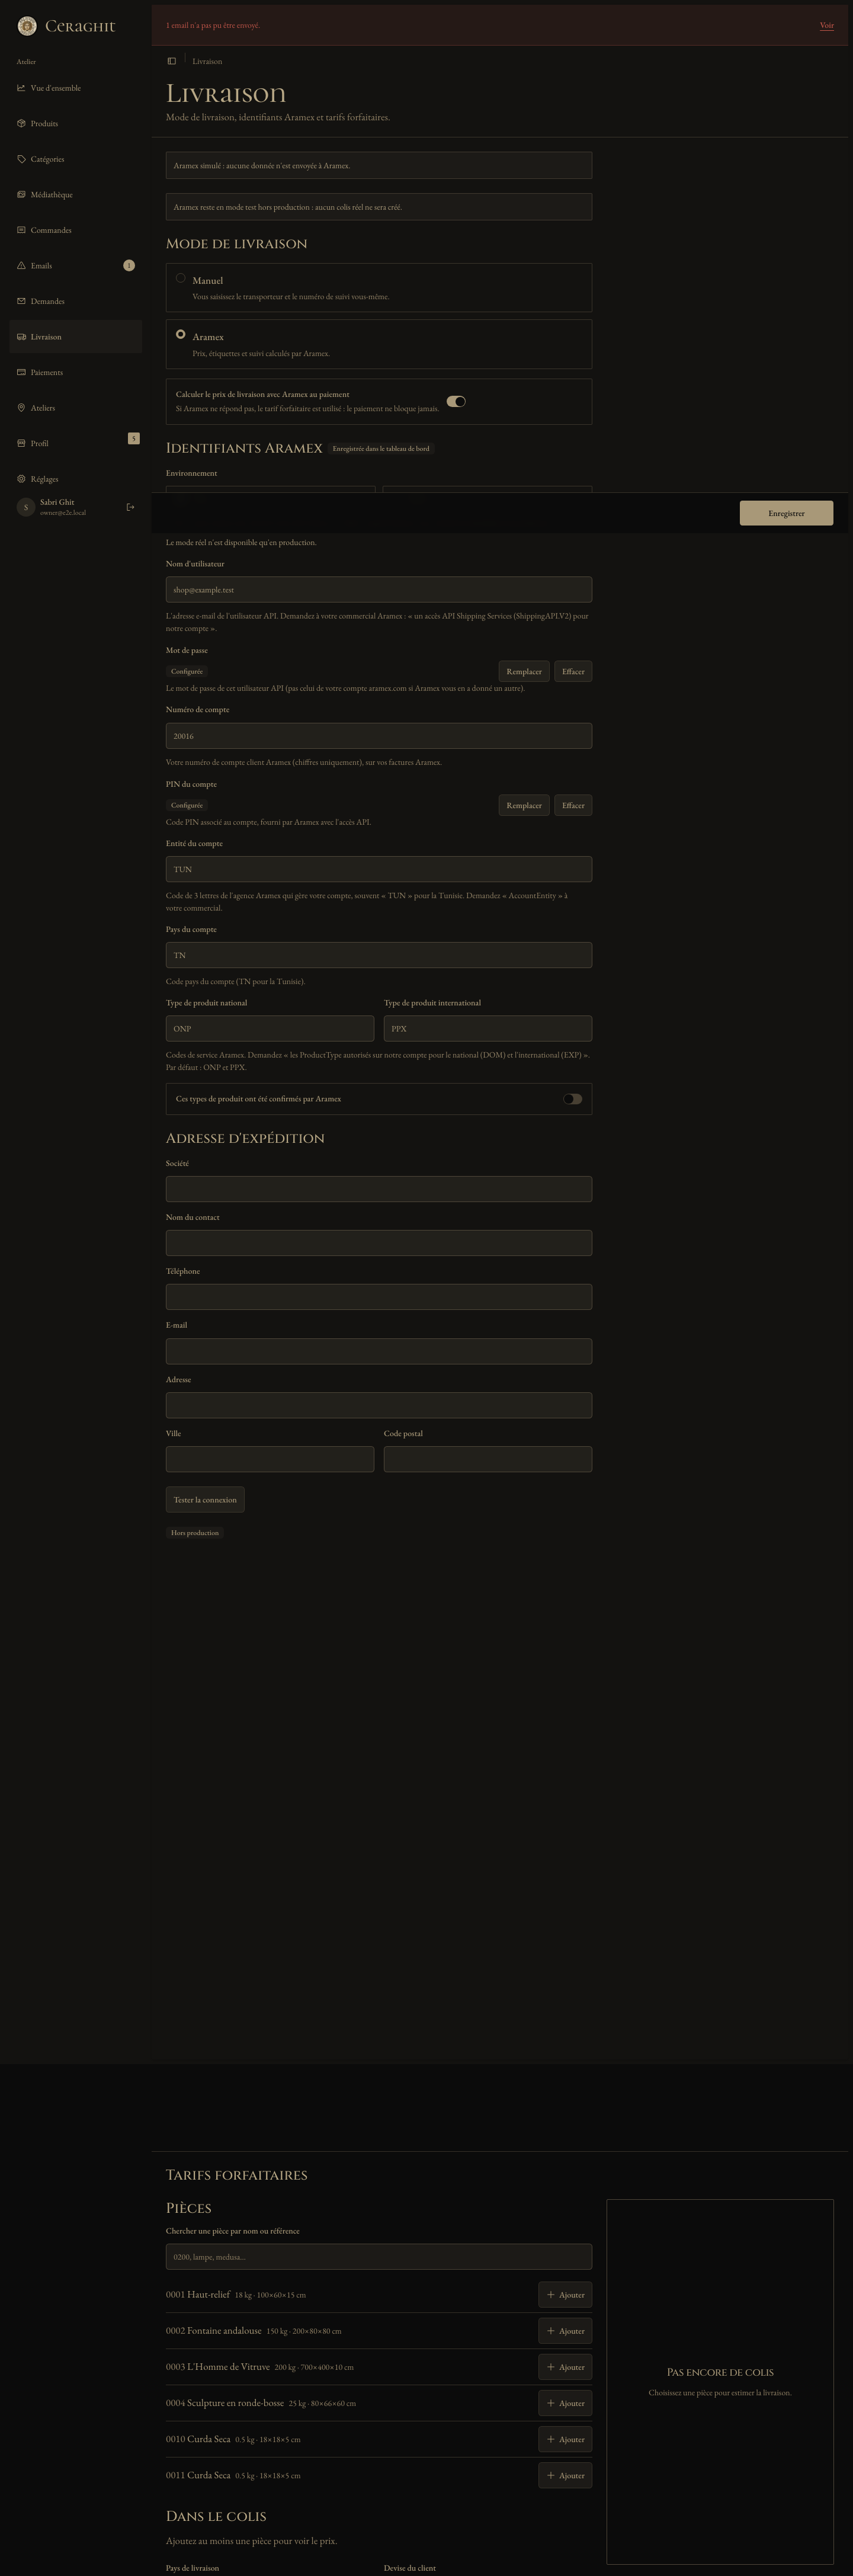 Ceraghit
Atelier
Vue d'ensemble
Produits
Catégories
Médiathèque
Commandes
Emails
1
Demandes
Livraison
Paiements
Ateliers
Profil
5
Réglages
S
Sabri Ghit
owner@e2e.local
1 email n'a pas pu être envoyé.
Voir
Livraison
Livraison
Mode de livraison, identifiants Aramex et tarifs forfaitaires.
Aramex simulé : aucune donnée n'est envoyée à Aramex.
Aramex reste en mode test hors production : aucun colis réel ne sera créé.
Mode de livraison
Manuel
Vous saisissez le transporteur et le numéro de suivi vous-même.
Aramex
Prix, étiquettes et suivi calculés par Aramex.
Calculer le prix de livraison avec Aramex au paiement
Si Aramex ne répond pas, le tarif forfaitaire est utilisé : le paiement ne bloque jamais.
Identifiants Aramex
Enregistrée dans le tableau de bord
Environnement
Enregistrer
Le mode réel n'est disponible qu'en production.
Nom d'utilisateur
shop@example.test
L'adresse e-mail de l'utilisateur API. Demandez à votre commercial Aramex : « un accès API Shipping Services (ShippingAPI.V2) pour
notre compte ».
Mot de passe
Configurée
Remplacer
Effacer
Le mot de passe de cet utilisateur API (pas celui de votre compte aramex.com si Aramex vous en a donné un autre).
Numéro de compte
20016
Votre numéro de compte client Aramex (chiffres uniquement), sur vos factures Aramex.
PIN du compte
Configurée
Remplacer
Effacer
Code PIN associé au compte, fourni par Aramex avec l'accès API.
Entité du compte
TUN
Code de 3 lettres de l'agence Aramex qui gère votre compte, souvent « TUN » pour la Tunisie. Demandez « AccountEntity » à
votre commercial.
Pays du compte
TN
Code pays du compte (TN pour la Tunisie).
Type de produit national
Type de produit international
ONP
PPX
Codes de service Aramex. Demandez « les ProductType autorisés sur notre compte pour le national (DOM) et l'international (EXP) ».
Par défaut : ONP et PPX.
Ces types de produit ont été confirmés par Aramex
Adresse d'expédition
Société
Nom du contact
Téléphone
E-mail
Adresse
Ville
Code postal
Tester la connexion
Hors production
Tarifs forfaitaires
Pièces
Chercher une pièce par nom ou référence
0200, lampe, medusa…
0001 Haut-relief 18 kg · 100×60×15 cm
Ajouter
0002 Fontaine andalouse 150 kg · 200×80×80 cm
Ajouter
0003 L'Homme de Vitruve 200 kg · 700×400×10 cm
Ajouter
0004 Sculpture en ronde-bosse 25 kg · 80×66×60 cm
Ajouter
0010 Curda Seca 0.5 kg · 18×18×5 cm
Ajouter
0011 Curda Seca 0.5 kg · 18×18×5 cm
Ajouter
Pas encore de colis
Choisissez une pièce pour estimer la livraison.
Dans le colis
Ajoutez au moins une pièce pour voir le prix.
Pays de livraison
Devise du client